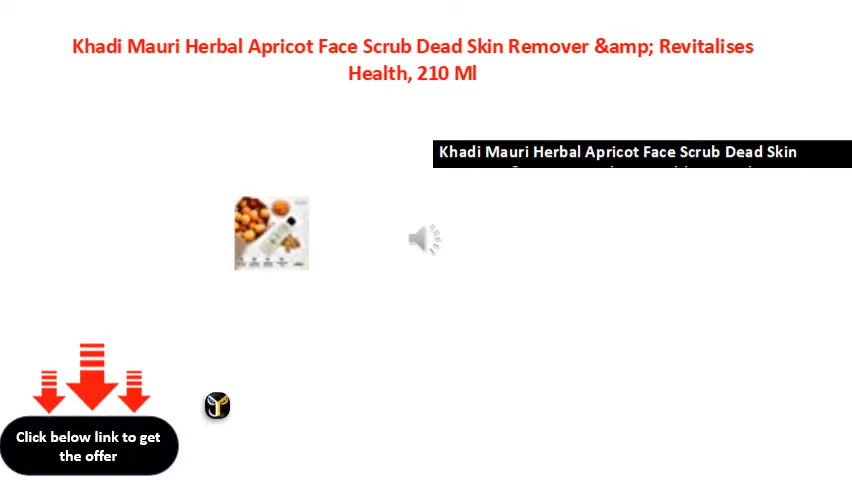 Khadi Mauri Herbal Apricot Face Scrub Dead Skin Remover &amp; Revitalises
Health, 210 Ml
Khadi Mauri Herbal Apricot Face Scrub Dead Skin
Click below link to get
the offer